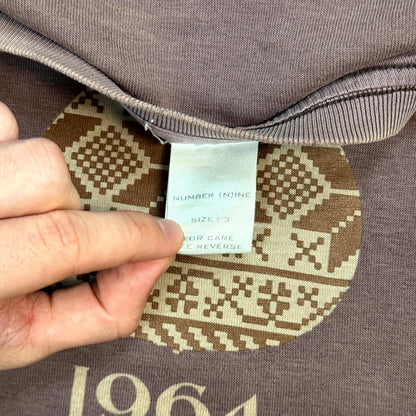 NUMBER (N)INE
SIZE : 3
FOR CARE
REVERSE
1964